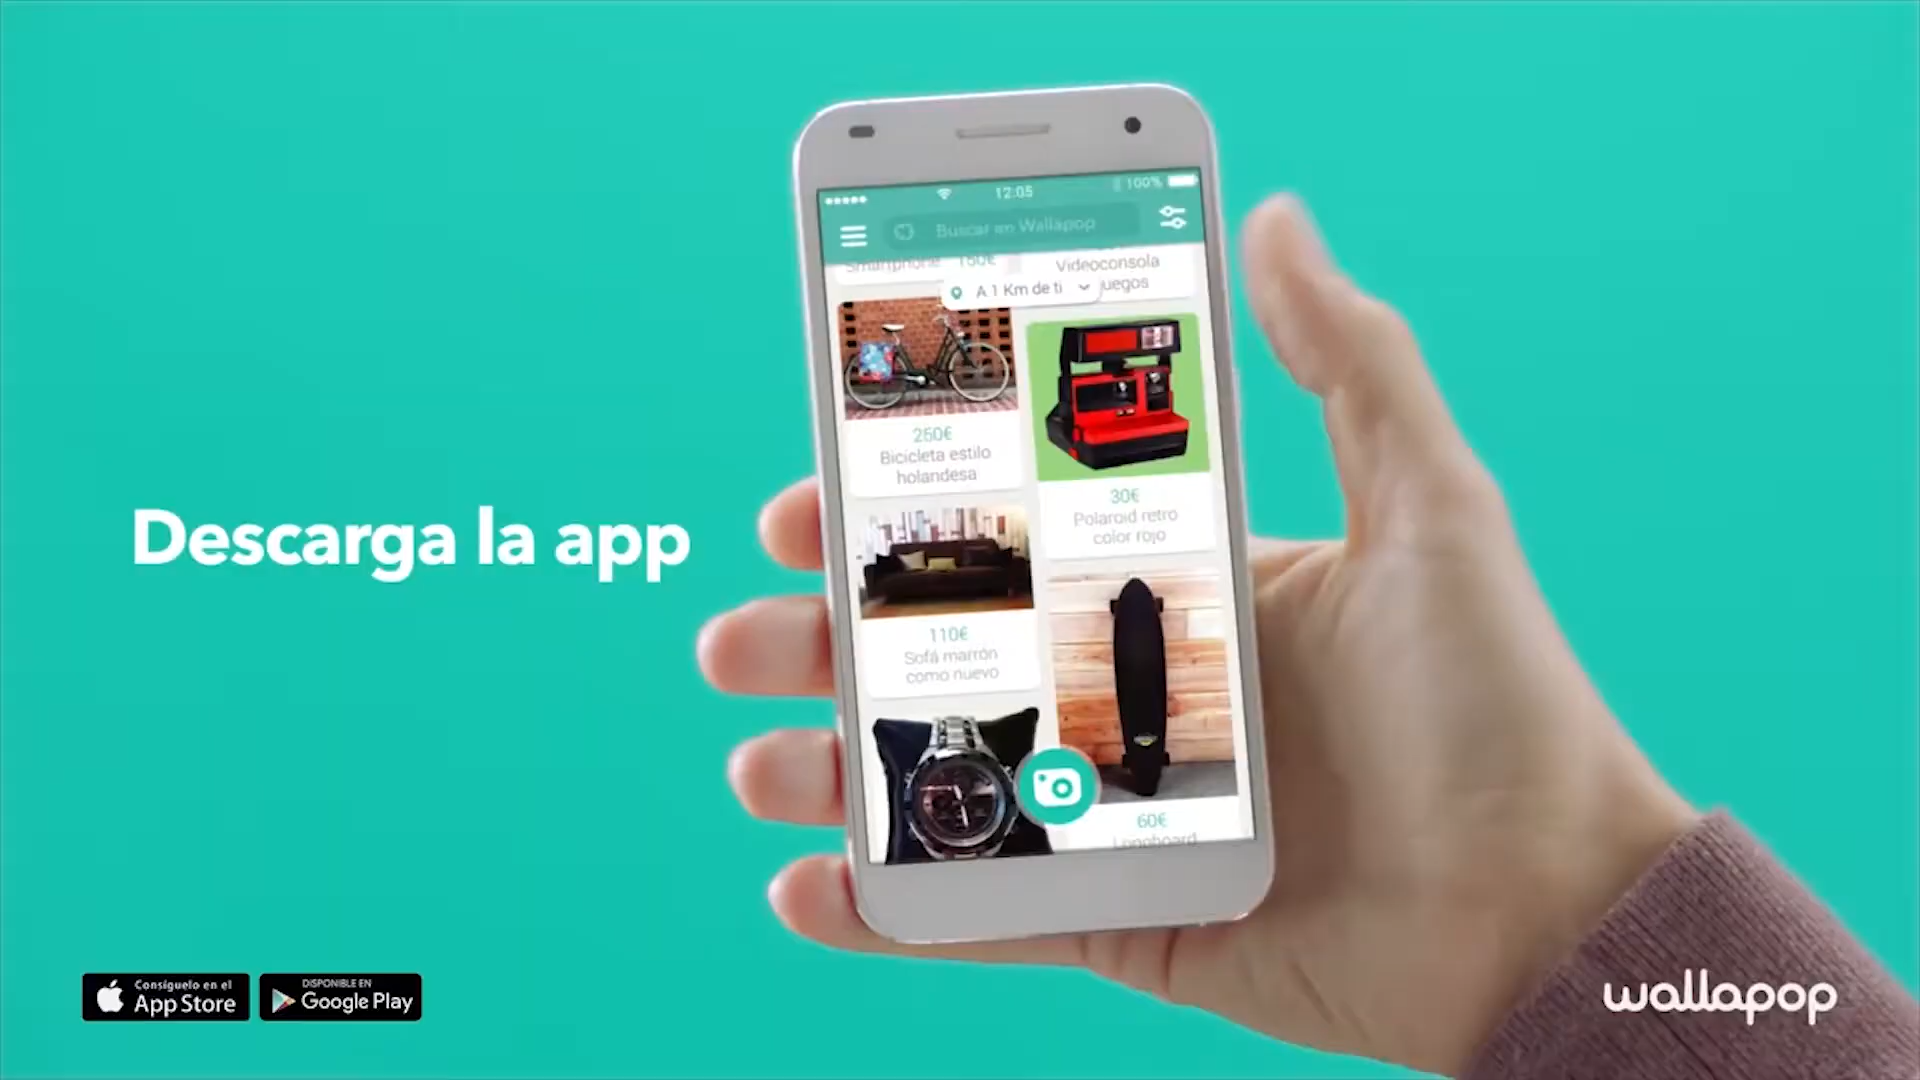 12:05
100%
Buscar en Wallapop
Smartphone
Videoconsola
juegos
A 1 Km de ti
250€
Bicicleta estilo
holandesa
30€
Polaroid retro
color rojo
110€
Sofá marrón
como nuevo
60€
Longboard
Descarga la app
Consíguelo en el
App Store
DISPONIBLE EN
Google Play
wallapop